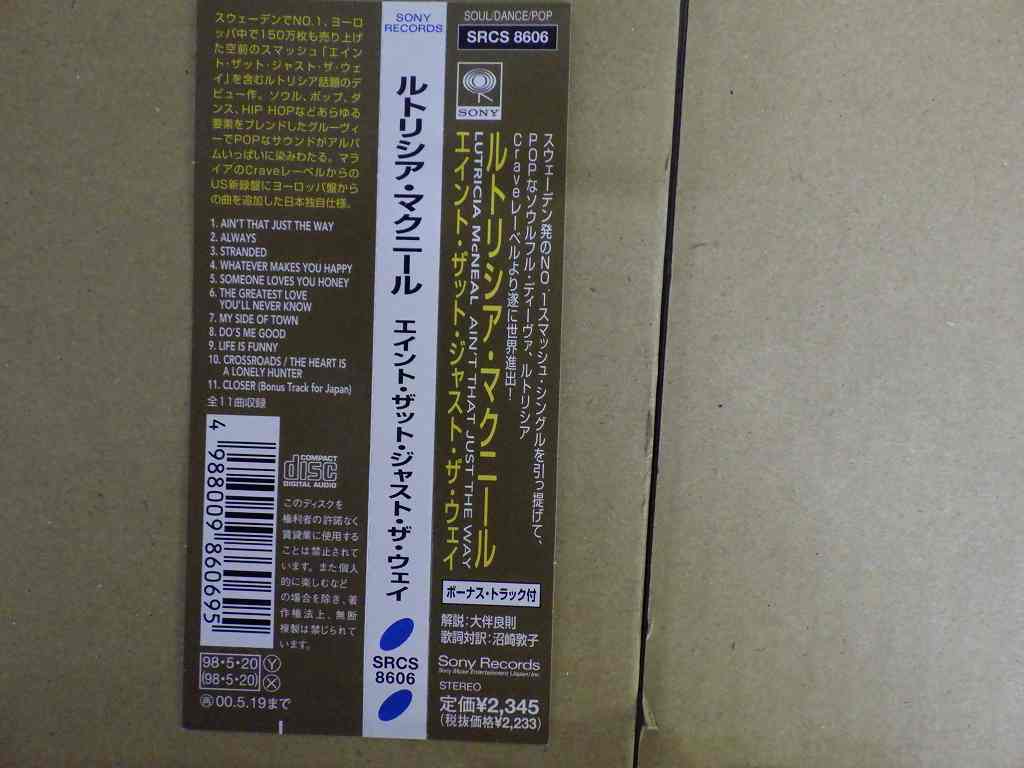 スウェーデンでNO.1、ヨーロ
ッパ中で150万枚も売り上げ
た空前のスマッシュ「エイン
ト・ザット・ジャスト・ザ・ウェ
イ」を含むルトリシア話題のデ
ビュー作。ソウル、ポップ、ダ
ンス、HIP HOPなどあらゆる
要素をブレンドしたグルーヴィ
ーでPOPなサウンドがアルバ
ムいっぱいに染みわたる。マラ
イアのCraveレーベルからの
US新録盤にヨーロッパ盤から
の曲を追加した日本独自仕様。
1. AIN'T THAT JUST THE WAY
2. ALWAYS
3. STRANDED
4. WHATEVER MAKES YOU HAPPY
5. SOMEONE LOVES YOU HONEY
6. THE GREATEST LOVE
YOU'LL NEVER KNOW
7. MY SIDE OF TOWN
8. DO'S ME GOOD
9. LIFE IS FUNNY
10. CROSSROADS / THE HEART IS
A LONELY HUNTER
11. CLOSER (Bonus Track for Japan)
全11曲収録
4 988009 860695
COMPACT
disc
DIGITAL AUDIO
このディスクを
権利者の許諾なく
賃貸業に使用する
ことは禁止されて
います。また個人
的に楽しむなど
の場合を除き、著
作権法上、無断
複製は禁じられて
います。
98・5・20 Y
(98・5・20) X
再 00.5.19まで
SONY
RECORDS
ルトリシア・マクニール エイント・ザット・ジャスト・ザ・ウェイ
SRCS
8606
SOUL/DANCE/POP
SRCS 8606
SONY
スウェーデン発のNO.1スマッシュ・シングルを引っ提げて、
POPなソウルフル・ディーヴァ、ルトリシア
Craveレーベルより遂に世界進出!
ルトリシア・マクニール
LUTRICIA McNEAL AIN'T THAT JUST THE WAY
エイント・ザット・ジャスト・ザ・ウェイ
ボーナス・トラック付
解説:大伴良則
歌詞対訳:沼崎敦子
Sony Records
Sony Music Entertainment (Japan) Inc.
STEREO
定価¥2,345
(税抜価格¥2,233)